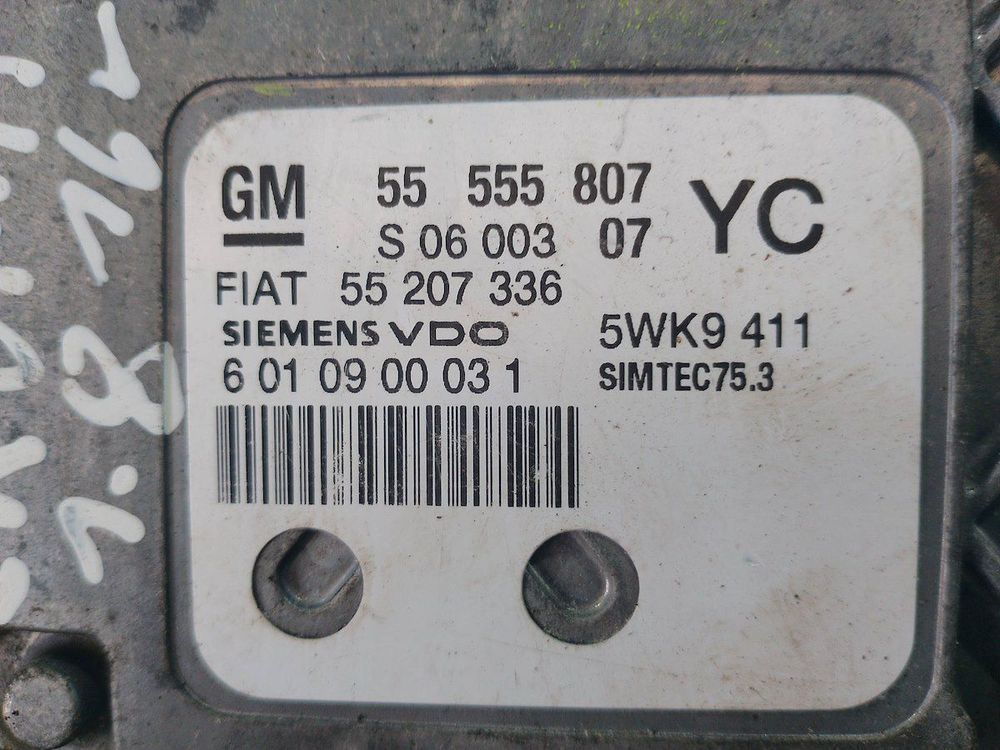 GM 55 555 807 YC
S 06 003 07
FIAT 55 207 336
SIEMENS VDO 5WK9 411
6 01 09 00 03 1 SIMTEC75.3